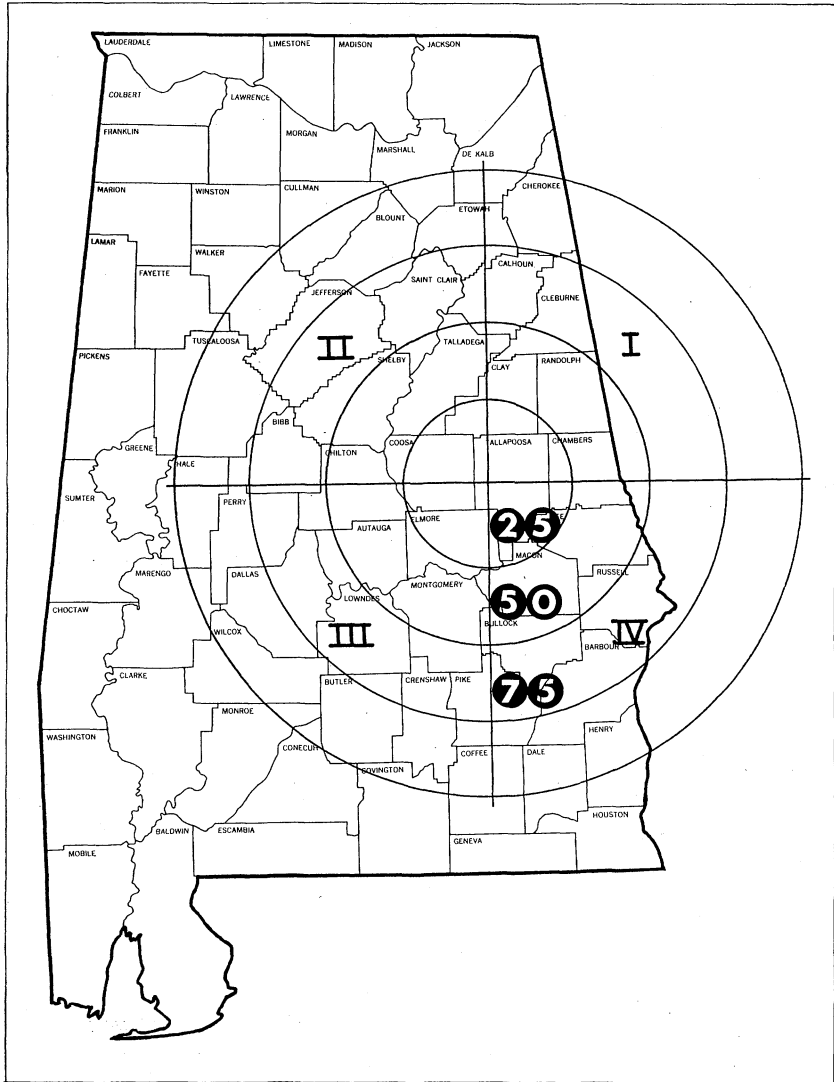 LAUDERDALE
LIMESTONE
MADISON
JACKSON
COLBERT
LAWRENCE
FRANKLIN
MORGAN
MARSHALL
DE KALB
MARION
WINSTON
CULLMAN
CHEROKEE
BLOUNT
ETOWAH
LAMAR
WALKER
CALHOUN
FAYETTE
SAINT CLAIR
JEFFERSON
CLEBURNE
TUSCALOOSA
II
TALLADEGA
I
PICKENS
SHELBY
CLAY
RANDOLPH
BIBB
COOSA
ALLAPOOSA
CHAMBERS
GREENE
CHILTON
HALE
SUMTER
PERRY
ELMORE
25
AUTAUGA
MACON
MARENGO
DALLAS
RUSSELL
MONTGOMERY
LOWNDES
50
CHOCTAW
BULLOCK
WILCOX
III
IV
BARBOUR
CLARKE
BUTLER
CRENSHAW
PIKE
75
MONROE
WASHINGTON
CONECUH
COFFEE
DALE
HENRY
COVINGTON
HOUSTON
BALDWIN
ESCAMBIA
GENEVA
MOBILE